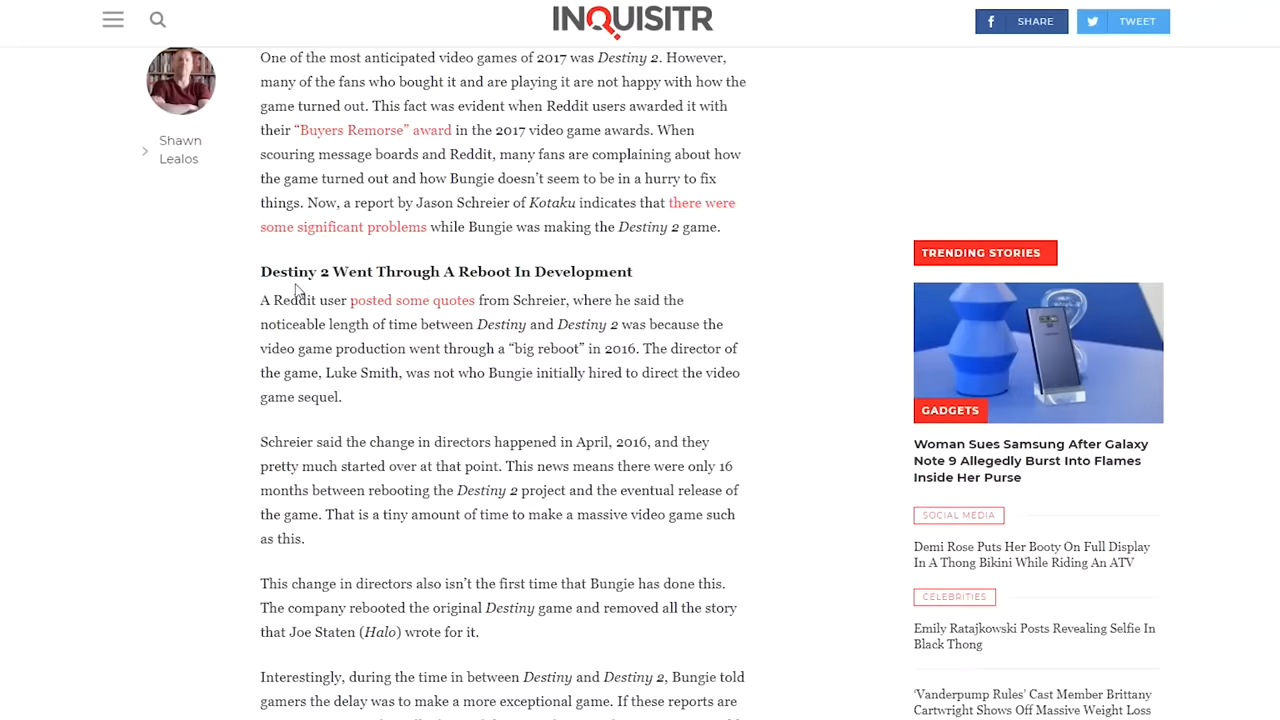 INQUISITR
SHARE
TWEET
Shawn
Lealos
One of the most anticipated video games of 2017 was Destiny 2. However,
many of the fans who bought it and are playing it are not happy with how the
game turned out. This fact was evident when Reddit users awarded it with
their “Buyers Remorse” award in the 2017 video game awards. When
scouring message boards and Reddit, many fans are complaining about how
the game turned out and how Bungie doesn’t seem to be in a hurry to fix
things. Now, a report by Jason Schreier of Kotaku indicates that there were
some significant problems while Bungie was making the Destiny 2 game.
Destiny 2 Went Through A Reboot In Development
A Reddit user posted some quotes from Schreier, where he said the
noticeable length of time between Destiny and Destiny 2 was because the
video game production went through a “big reboot” in 2016. The director of
the game, Luke Smith, was not who Bungie initially hired to direct the video
game sequel.
Schreier said the change in directors happened in April, 2016, and they
pretty much started over at that point. This news means there were only 16
months between rebooting the Destiny 2 project and the eventual release of
the game. That is a tiny amount of time to make a massive video game such
as this.
This change in directors also isn’t the first time that Bungie has done this.
The company rebooted the original Destiny game and removed all the story
that Joe Staten (Halo) wrote for it.
Interestingly, during the time in between Destiny and Destiny 2, Bungie told
gamers the delay was to make a more exceptional game. If these reports are
TRENDING STORIES
GADGETS
Woman Sues Samsung After Galaxy
Note 9 Allegedly Burst Into Flames
Inside Her Purse
SOCIAL MEDIA
Demi Rose Puts Her Booty On Full Display
In A Thong Bikini While Riding An ATV
CELEBRITIES
Emily Ratajkowski Posts Revealing Selfie In
Black Thong
‘Vanderpump Rules’ Cast Member Brittany
Cartwright Shows Off Massive Weight Loss